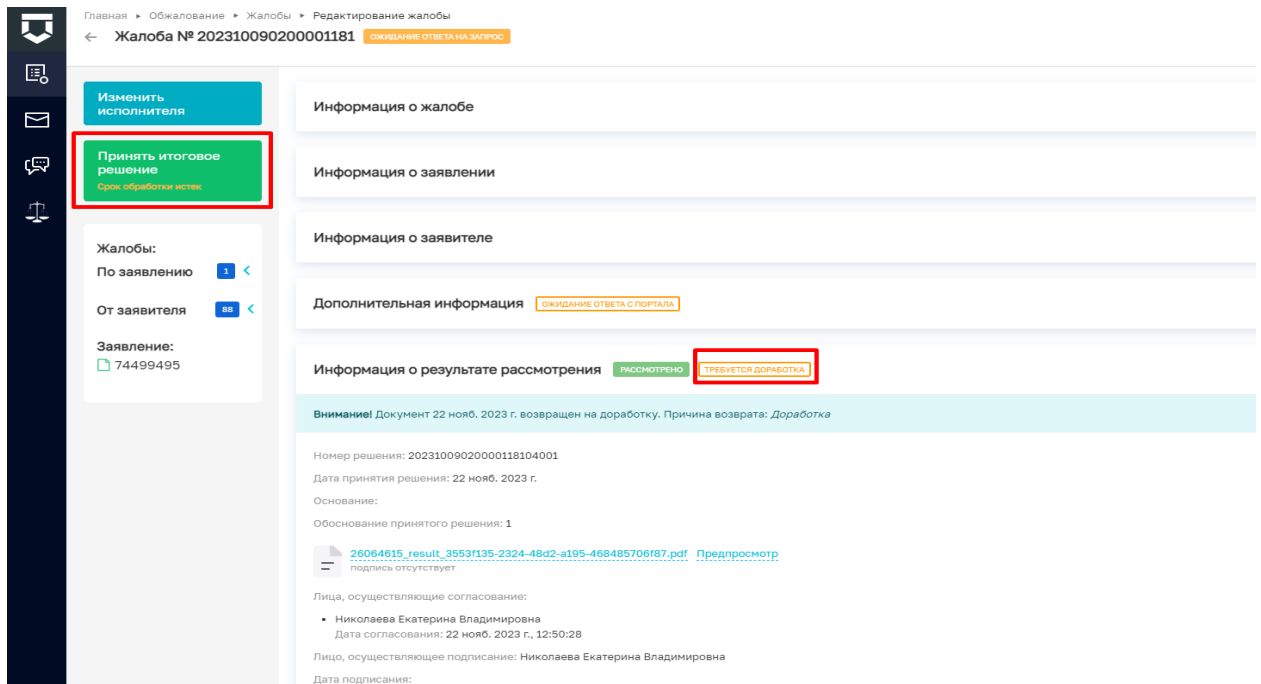 Главная ▸ Обжалование ▸ Жалобы ▸ Редактирование жалобы
← Жалоба № 202310090200001181 ОЖИДАНИЕ ОТВЕТА НА ЗАПРОС
Изменить
исполнителя
Принять итоговое
решение
Срок обработки истек
Жалобы:
По заявлению 1
От заявителя 88
Заявление:
74499495
Информация о жалобе
Информация о заявлении
Информация о заявителе
Дополнительная информация ОЖИДАНИЕ ОТВЕТА С ПОРТАЛА
Информация о результате рассмотрения РАССМОТРЕНО ТРЕБУЕТСЯ ДОРАБОТКА
Внимание! Документ 22 нояб. 2023 г. возвращен на доработку. Причина возврата: Доработка
Номер решения: 20231009020000118104001
Дата принятия решения: 22 нояб. 2023 г.
Основание:
Обоснование принятого решения: 1
26064615_result_3553f135-2324-48d2-a195-468485706f87.pdf Предпросмотр
подпись отсутствует
Лица, осуществляющие согласование:
• Николаева Екатерина Владимировна
Дата согласования: 22 нояб. 2023 г., 12:50:28
Лицо, осуществляющее подписание: Николаева Екатерина Владимировна
Дата подписания: